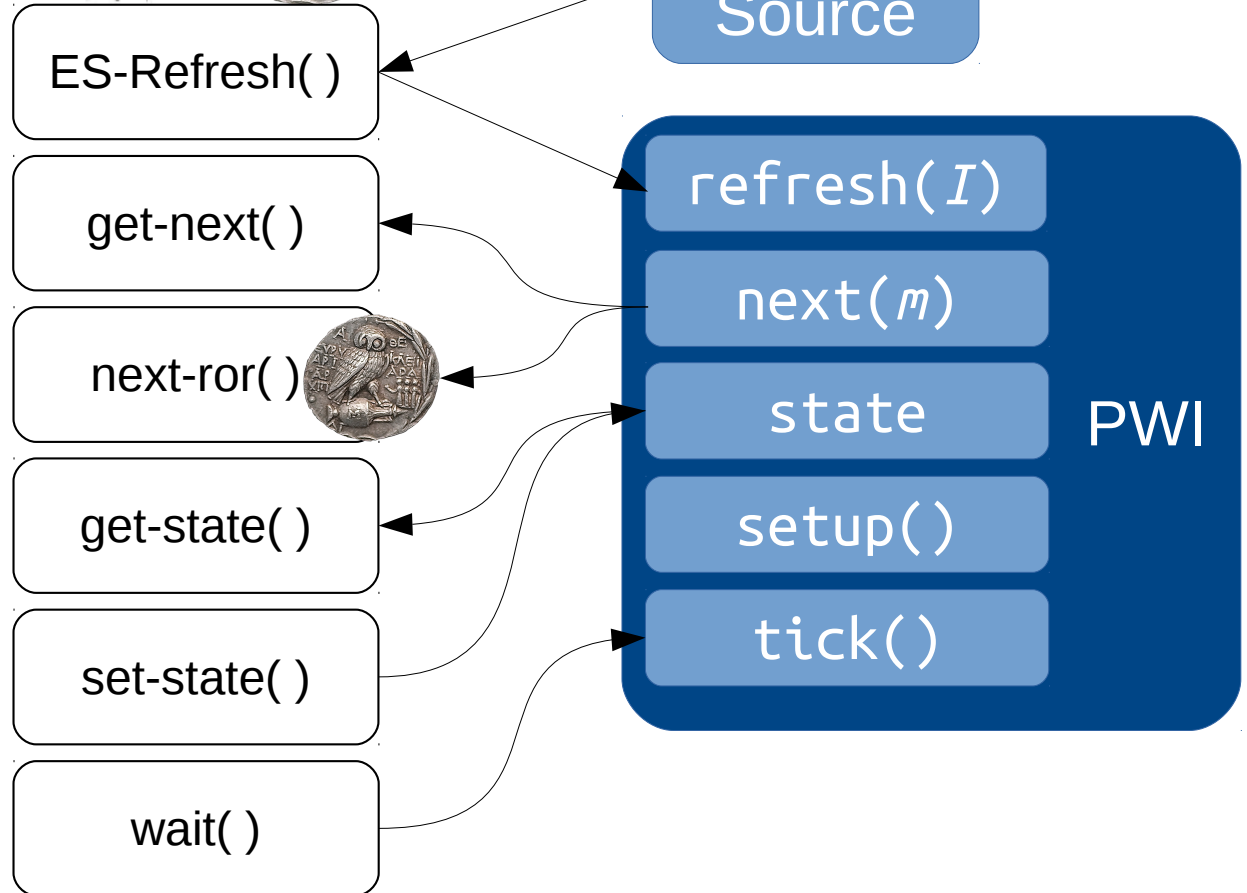 Source
ES-Refresh( )
refresh(I)
get-next( )
next(m)
next-ror( )
state
PWI
get-state( )
setup()
set-state( )
tick()
wait( )